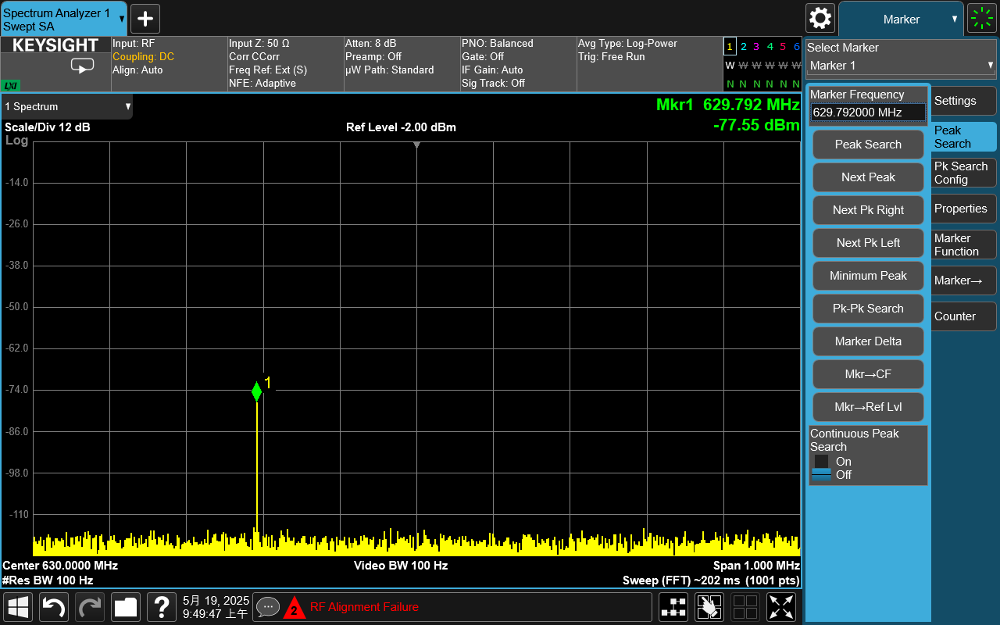 Spectrum Analyzer 1
Swept SA
Marker
KEYSIGHT
LXI
Input: RF
Coupling: DC
Align: Auto
Input Z: 50 Ω
Corr CCorr
Freq Ref: Ext (S)
NFE: Adaptive
Atten: 8 dB
Preamp: Off
µW Path: Standard
PNO: Balanced
Gate: Off
IF Gain: Auto
Sig Track: Off
Avg Type: Log-Power
Trig: Free Run
1 2 3 4 5 6
W W W W W W
N N N N N N
Select Marker
Marker 1
1 Spectrum
Mkr1 629.792 MHz
-77.55 dBm
Scale/Div 12 dB
Ref Level -2.00 dBm
Log
-14.0
-26.0
-38.0
-50.0
-62.0
-74.0
-86.0
-98.0
-110
1
Center 630.0000 MHz
Video BW 100 Hz
Span 1.000 MHz
#Res BW 100 Hz
Sweep (FFT) ~202 ms (1001 pts)
Marker Frequency
629.792000 MHz
Peak Search
Next Peak
Next Pk Right
Next Pk Left
Minimum Peak
Pk-Pk Search
Marker Delta
Mkr→CF
Mkr→Ref Lvl
Continuous Peak
Search
On
Off
Settings
Peak
Search
Pk Search
Config
Properties
Marker
Function
Marker→
Counter
?
5月 19, 2025
9:49:47 上午
2
RF Alignment Failure